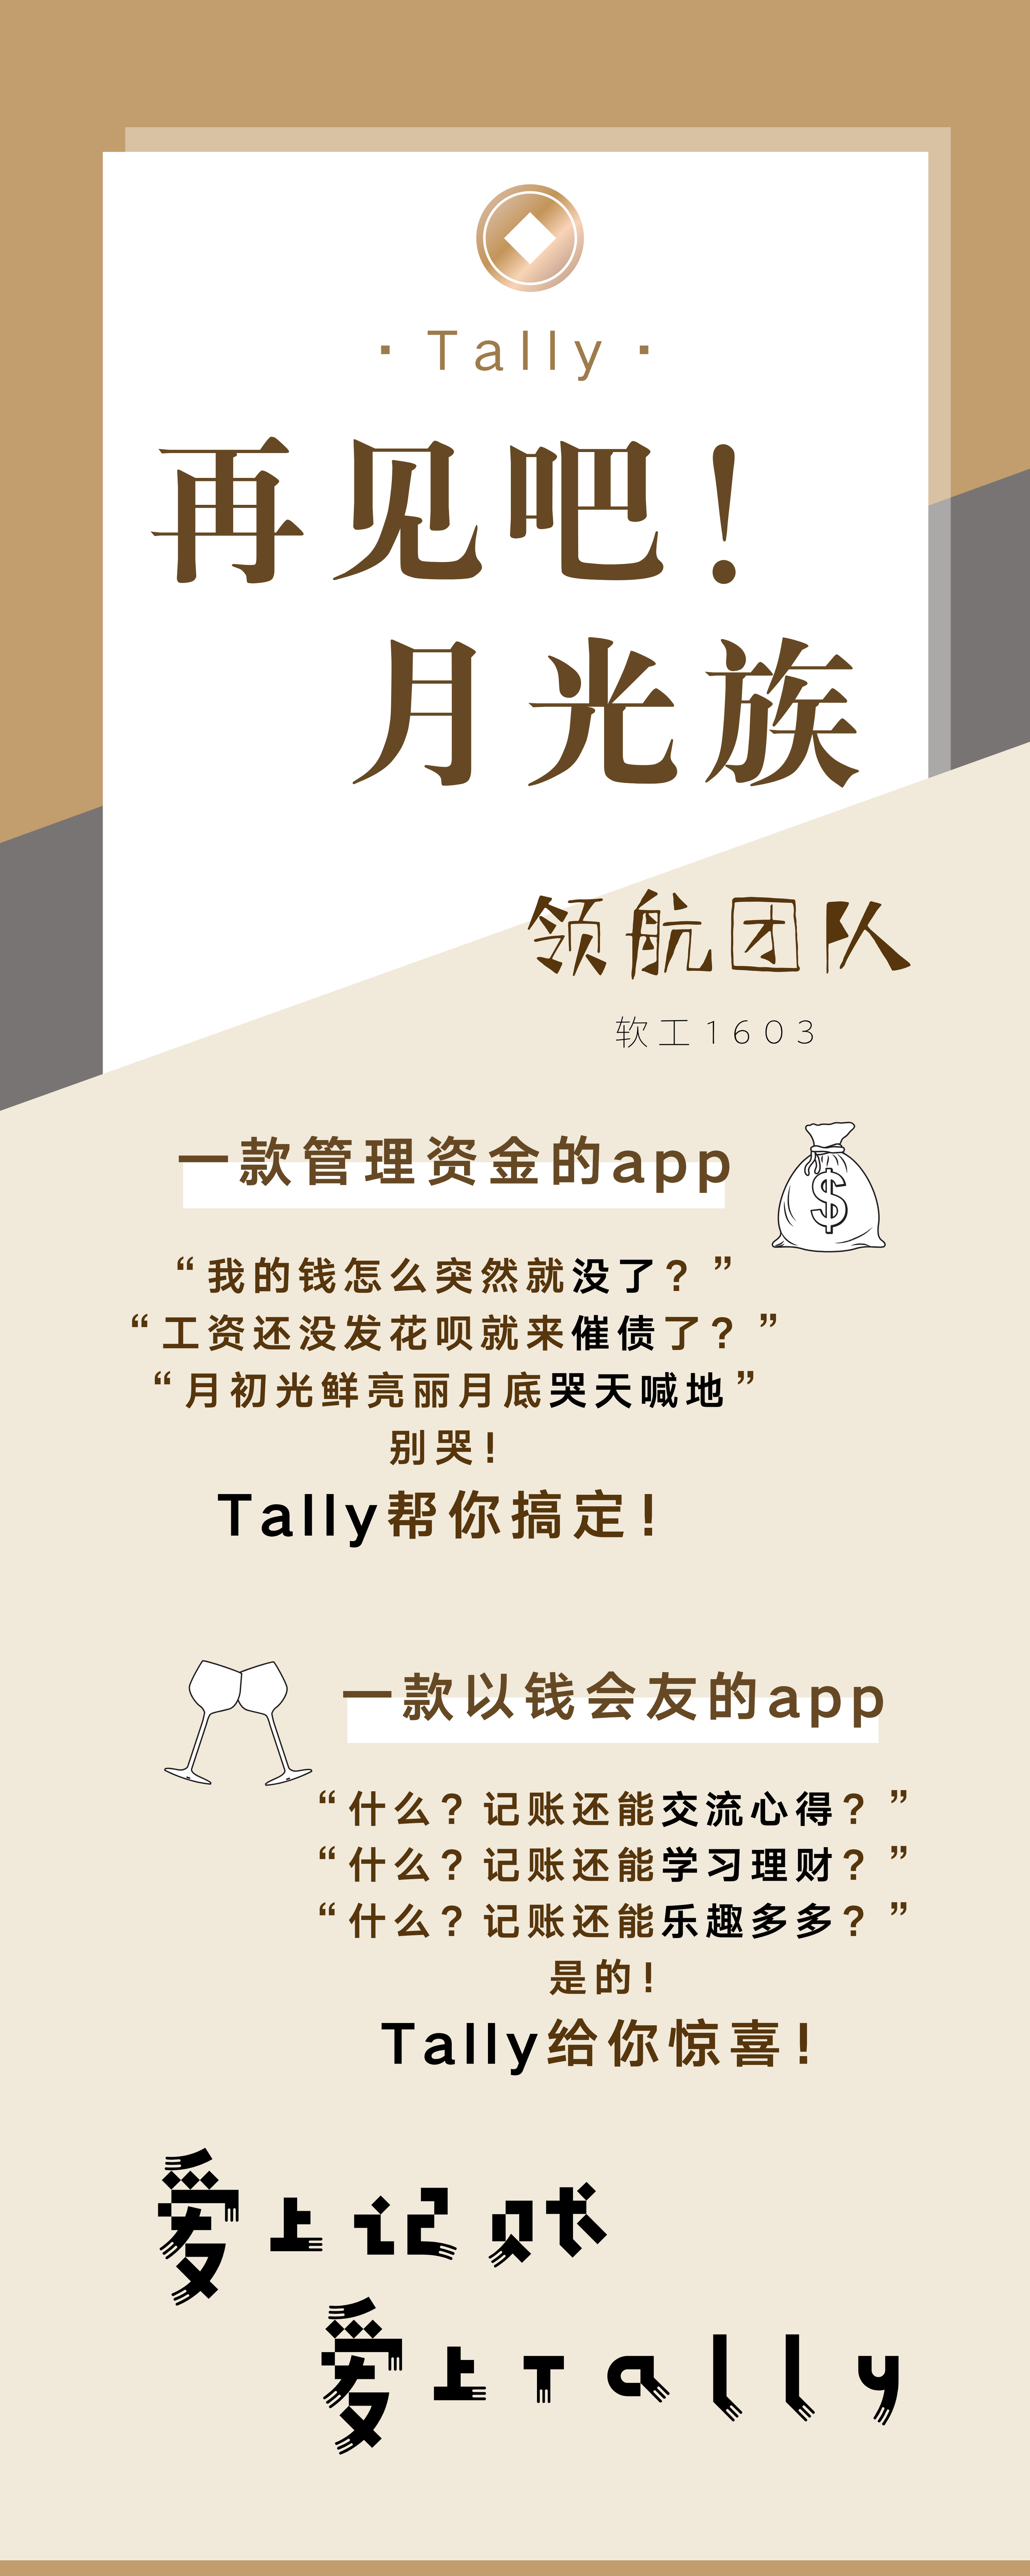 · Tally ·
再见吧！
月光族
领航团队
软工1603
一款管理资金的app
“我的钱怎么突然就没了？”
“工资还没发花呗就来催债了？”
“月初光鲜亮丽月底哭天喊地”
别哭！
Tally帮你搞定！
一款以钱会友的app
“什么？记账还能交流心得？”
“什么？记账还能学习理财？”
“什么？记账还能乐趣多多？”
是的！
Tally给你惊喜！
爱上记账
爱上Tally